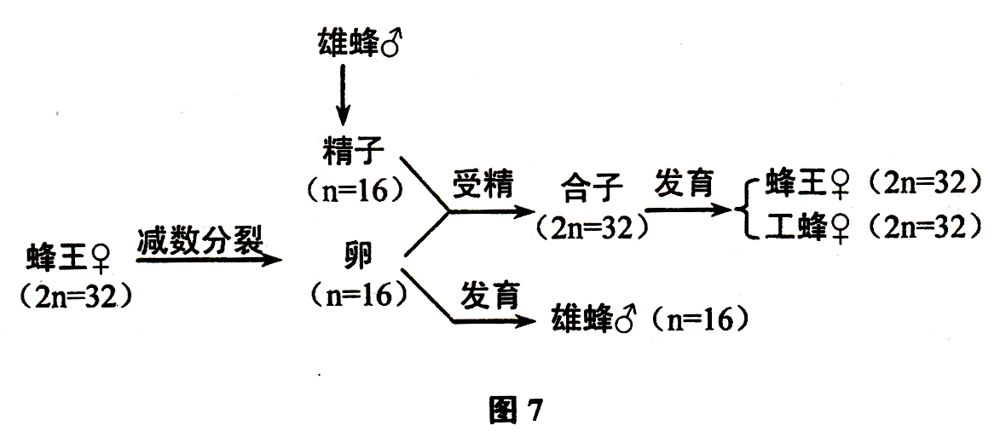 雄蜂♂
精子
(n=16)
受精
合子
(2n=32)
发育
蜂王♀(2n=32)
工蜂♀(2n=32)
蜂王♀
(2n=32)
减数分裂
卵
(n=16)
发育
雄蜂♂(n=16)
图 7